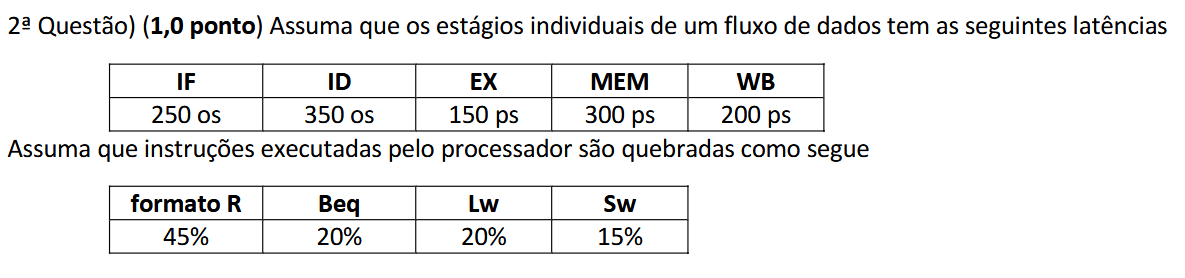 2ª Questão) (1,0 ponto) Assuma que os estágios individuais de um fluxo de dados tem as seguintes latências
IF ID EX MEM WB
250 os 350 os 150 ps 300 ps 200 ps
Assuma que instruções executadas pelo processador são quebradas como segue
formato R Beq Lw Sw
45% 20% 20% 15%